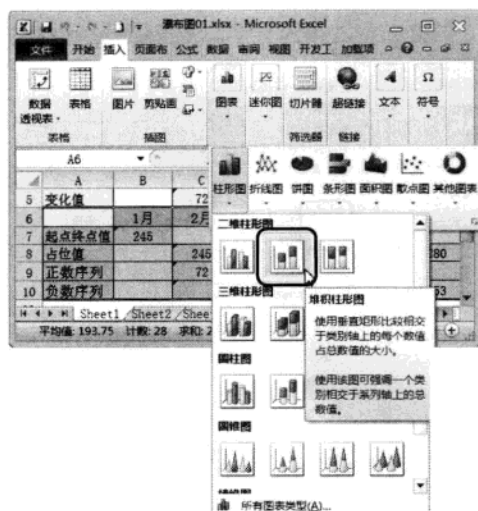 瀑布图01.xlsx - Microsoft Excel
文件 开始 插入 页面布 公式 数据 审阅 视图 开发工 加载项
数据透视表 表格 图片 剪贴画 图表 迷你图 切片器 超链接 文本 符号
表格 插图 筛选器 链接
A6
柱形图 折线图 饼图 条形图 面积图 散点图 其他图表
A B C
5 变化值 72
6 1月 2月
7 起点终点值 245
8 占位值 245 280
9 正数序列 72
10 负数序列 53
Sheet1 Sheet2 Shee
平均值: 193.75 计数: 28 求和: 2
二维柱形图
三维柱形图
堆积柱形图
使用垂直矩形比较相交
于类别轴上的每个数值
占总数值的大小。
使用该图可强调一个类
别相交于系列轴上的总
数值。
圆柱图
圆锥图
所有图表类型(A)...